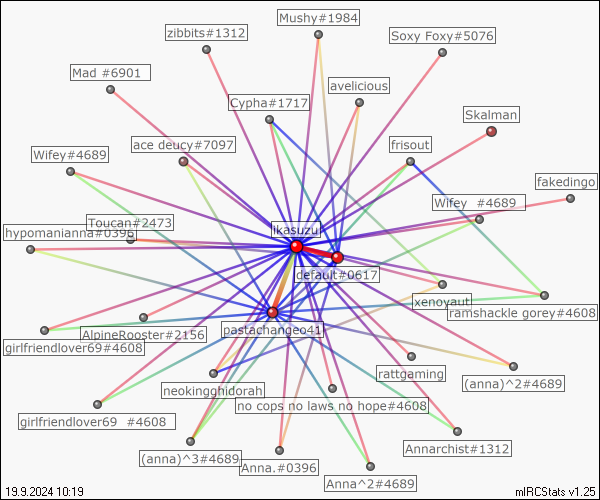 Mushy#1984
zibbits#1312
Soxy Foxy#5076
Mad #6901
avelicious
Cypha#1717
Skalman
ace deucy#7097
frisout
Wifey#4689
fakedingo
Wifey #4689
Toucan#2473
hypomanianna#0396
ikasuzu
default#0617
xenoyaut
ramshackle gorey#4608
AlpineRooster#2156
pastachangeo41
girlfriendlover69#4608
rattgaming
(anna)^2#4689
neokingghidorah
no cops no laws no hope#4608
girlfriendlover69 #4608
Annarchist#1312
(anna)^3#4689
Anna.#0396
Anna^2#4689
19.9.2024 10:19
mIRCStats v1.25